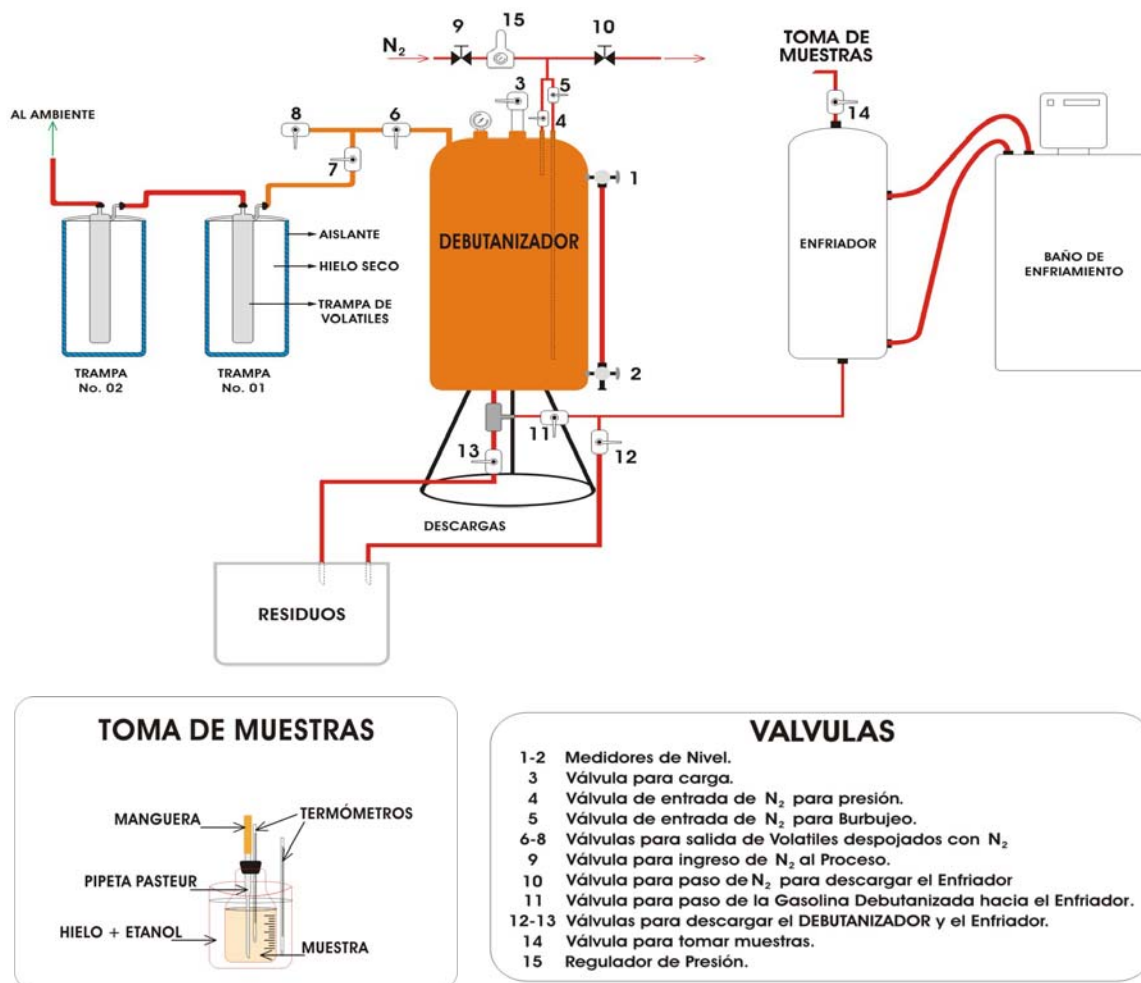 9
15
10
N₂
TOMA DE
MUESTRAS
3
5
4
14
8
6
7
AL AMBIENTE
1
DEBUTANIZADOR
AISLANTE
HIELO SECO
TRAMPA DE
VOLATILES
ENFRIADOR
BAÑO DE
ENFRIAMIENTO
TRAMPA
No. 02
TRAMPA
No. 01
2
11
12
13
DESCARGAS
RESIDUOS
TOMA DE MUESTRAS
MANGUERA
TERMÓMETROS
PIPETA PASTEUR
HIELO + ETANOL
MUESTRA
VALVULAS
1-2 Medidores de Nivel.
3 Válvula para carga.
4 Válvula de entrada de N₂ para presión.
5 Válvula de entrada de N₂ para Burbujeo.
6-8 Válvulas para salida de Volatiles despojados con N₂
9 Válvula para ingreso de N₂ al Proceso.
10 Válvula para paso de N₂ para descargar el Enfriador
11 Válvula para paso de la Gasolina Debutanizada hacia el Enfriador.
12-13 Válvulas para descargar el DEBUTANIZADOR y el Enfriador.
14 Válvula para tomar muestras.
15 Regulador de Presión.